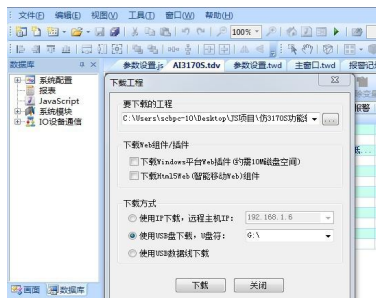 文件(F) 编辑(E) 视图(V) 工具(T) 窗口(W) 帮助(H)
100%
数据库
参数设置.js AI3170S.tdv 参数设置.twd 主窗口.twd 报警记
系统配置
报表
JavaScript
系统模块
IO设备通信
下载工程
要下载的工程
C:\Users\scbpc-10\Desktop\JS项目\仿3170S功能
下载Web组件/插件
下载Windows平台Web插件(约需10M磁盘空间)
下载Html5Web(智能移动Web)组件
下载方式
使用IP下载，远程主机IP: 192.168.1.6
使用USB盘下载，U盘符: G:\
使用USB数据线下载
下载 关闭
画面 数据库